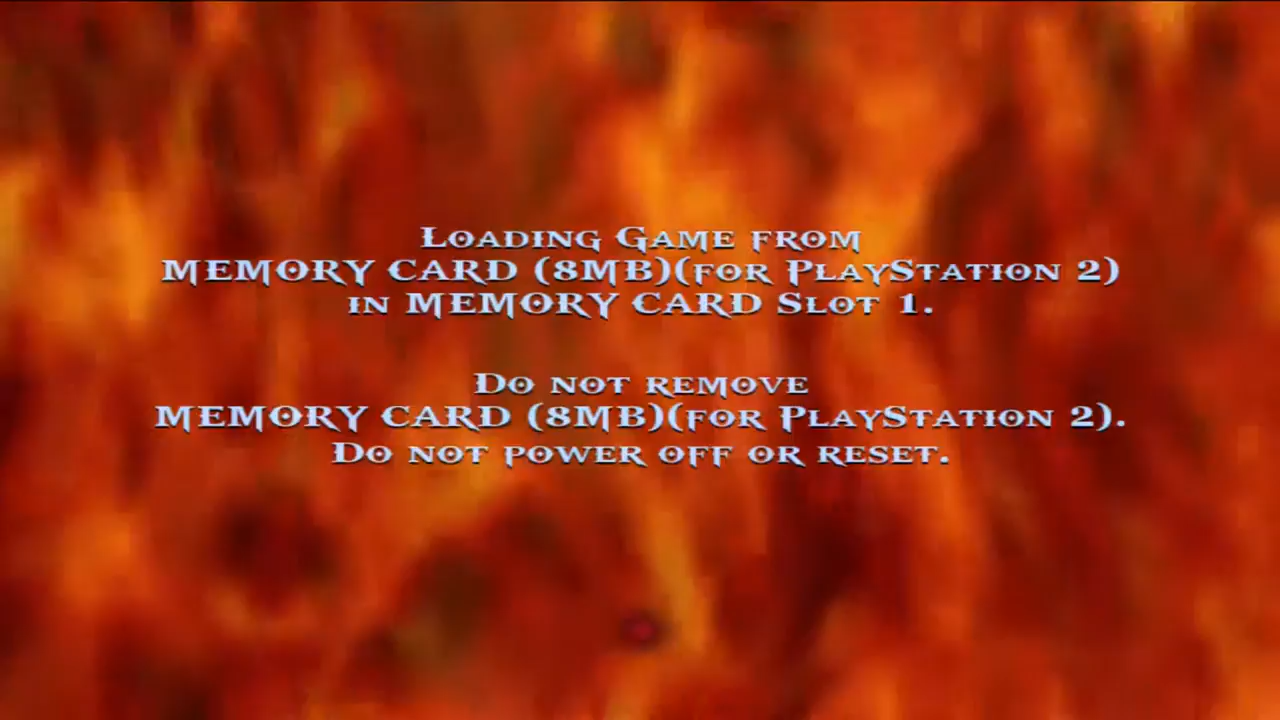 Loading Game from
MEMORY CARD (8MB)(for PlayStation 2)
in MEMORY CARD Slot 1.
Do not remove
MEMORY CARD (8MB)(for PlayStation 2).
Do not power off or reset.